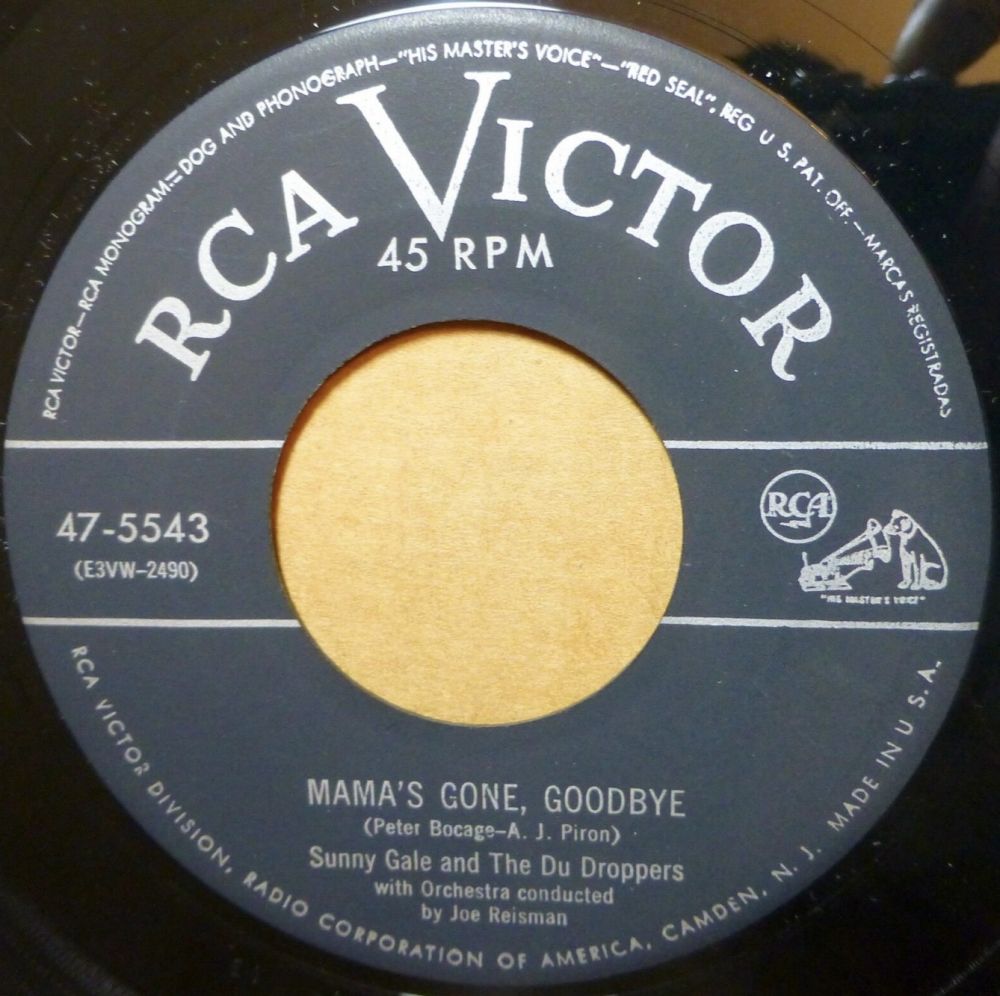 RCA VICTOR—RCA MONOGRAM.—DOG AND PHONOGRAPH—"HIS MASTER'S VOICE"—"RED SEAL", REG U S. PAT. OFF.—MARCAS REGISTRADAS
RCA VICTOR
45 RPM
47-5543
(E3VW-2490)
RCA
"HIS MASTER'S VOICE"
MAMA'S GONE, GOODBYE
(Peter Bocage-A. J. Piron)
Sunny Gale and The Du Droppers
with Orchestra conducted
by Joe Reisman
RCA VICTOR DIVISION, RADIO CORPORATION OF AMERICA, CAMDEN, N. J. MADE IN U S. A.